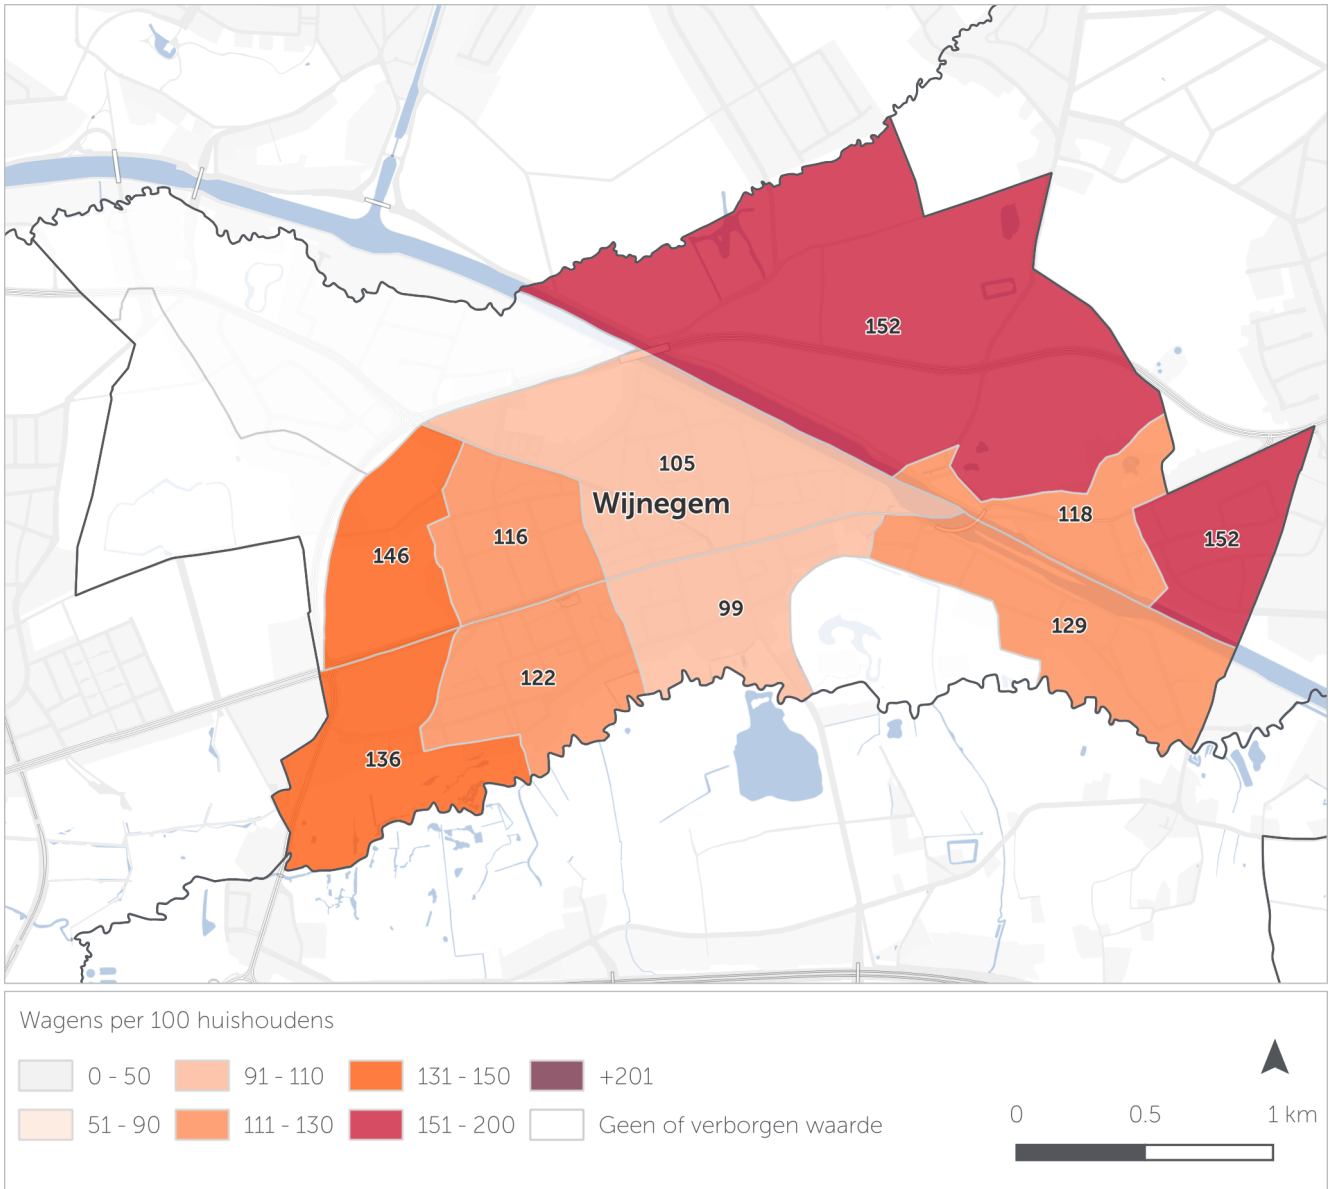 152
105
Wijnegem
118
116
152
146
99
129
122
136
Wagens per 100 huishoudens
0 - 50
91 - 110
131 - 150
+201
51 - 90
111 - 130
151 - 200
Geen of verborgen waarde
0 0.5 1 km